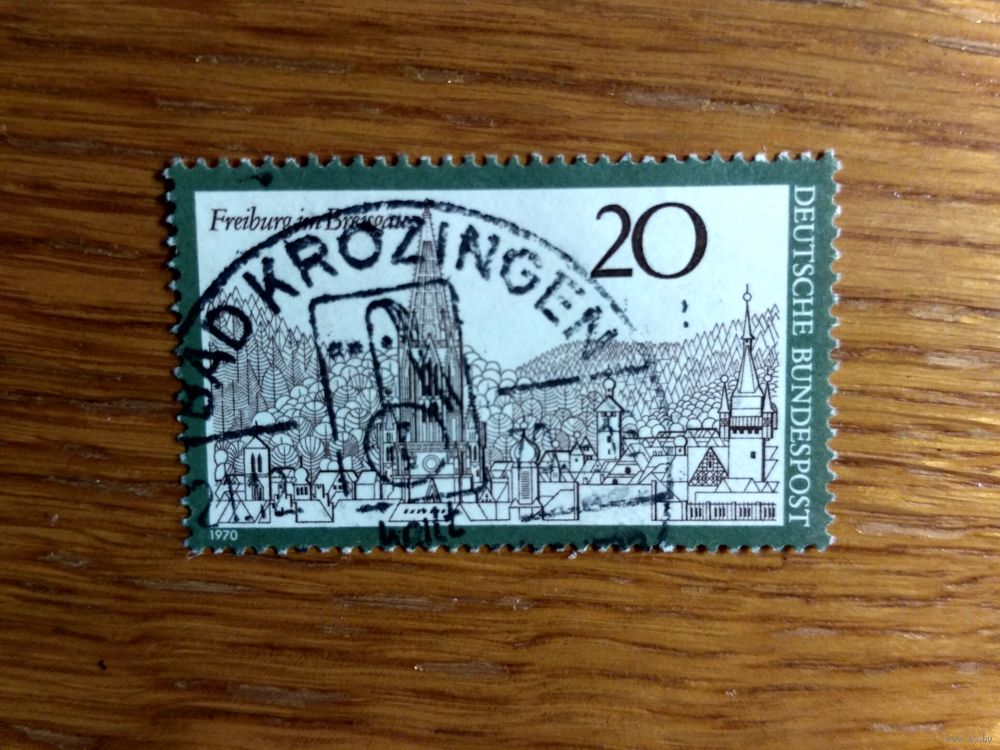 Freiburg im Breisgau
20
DEUTSCHE BUNDESPOST
BAD KROZINGEN
1970